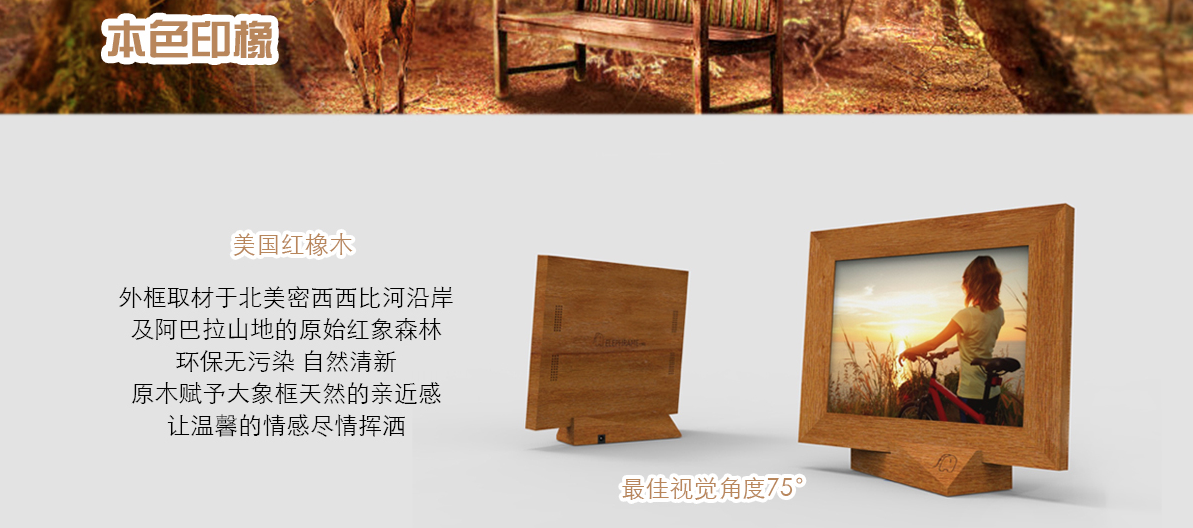 本色印橡
美国红橡木
外框取材于北美密西西比河沿岸
及阿巴拉山地的原始红象森林
环保无污染 自然清新
原木赋予大象框天然的亲近感
让温馨的情感尽情挥洒
最佳视觉角度75°